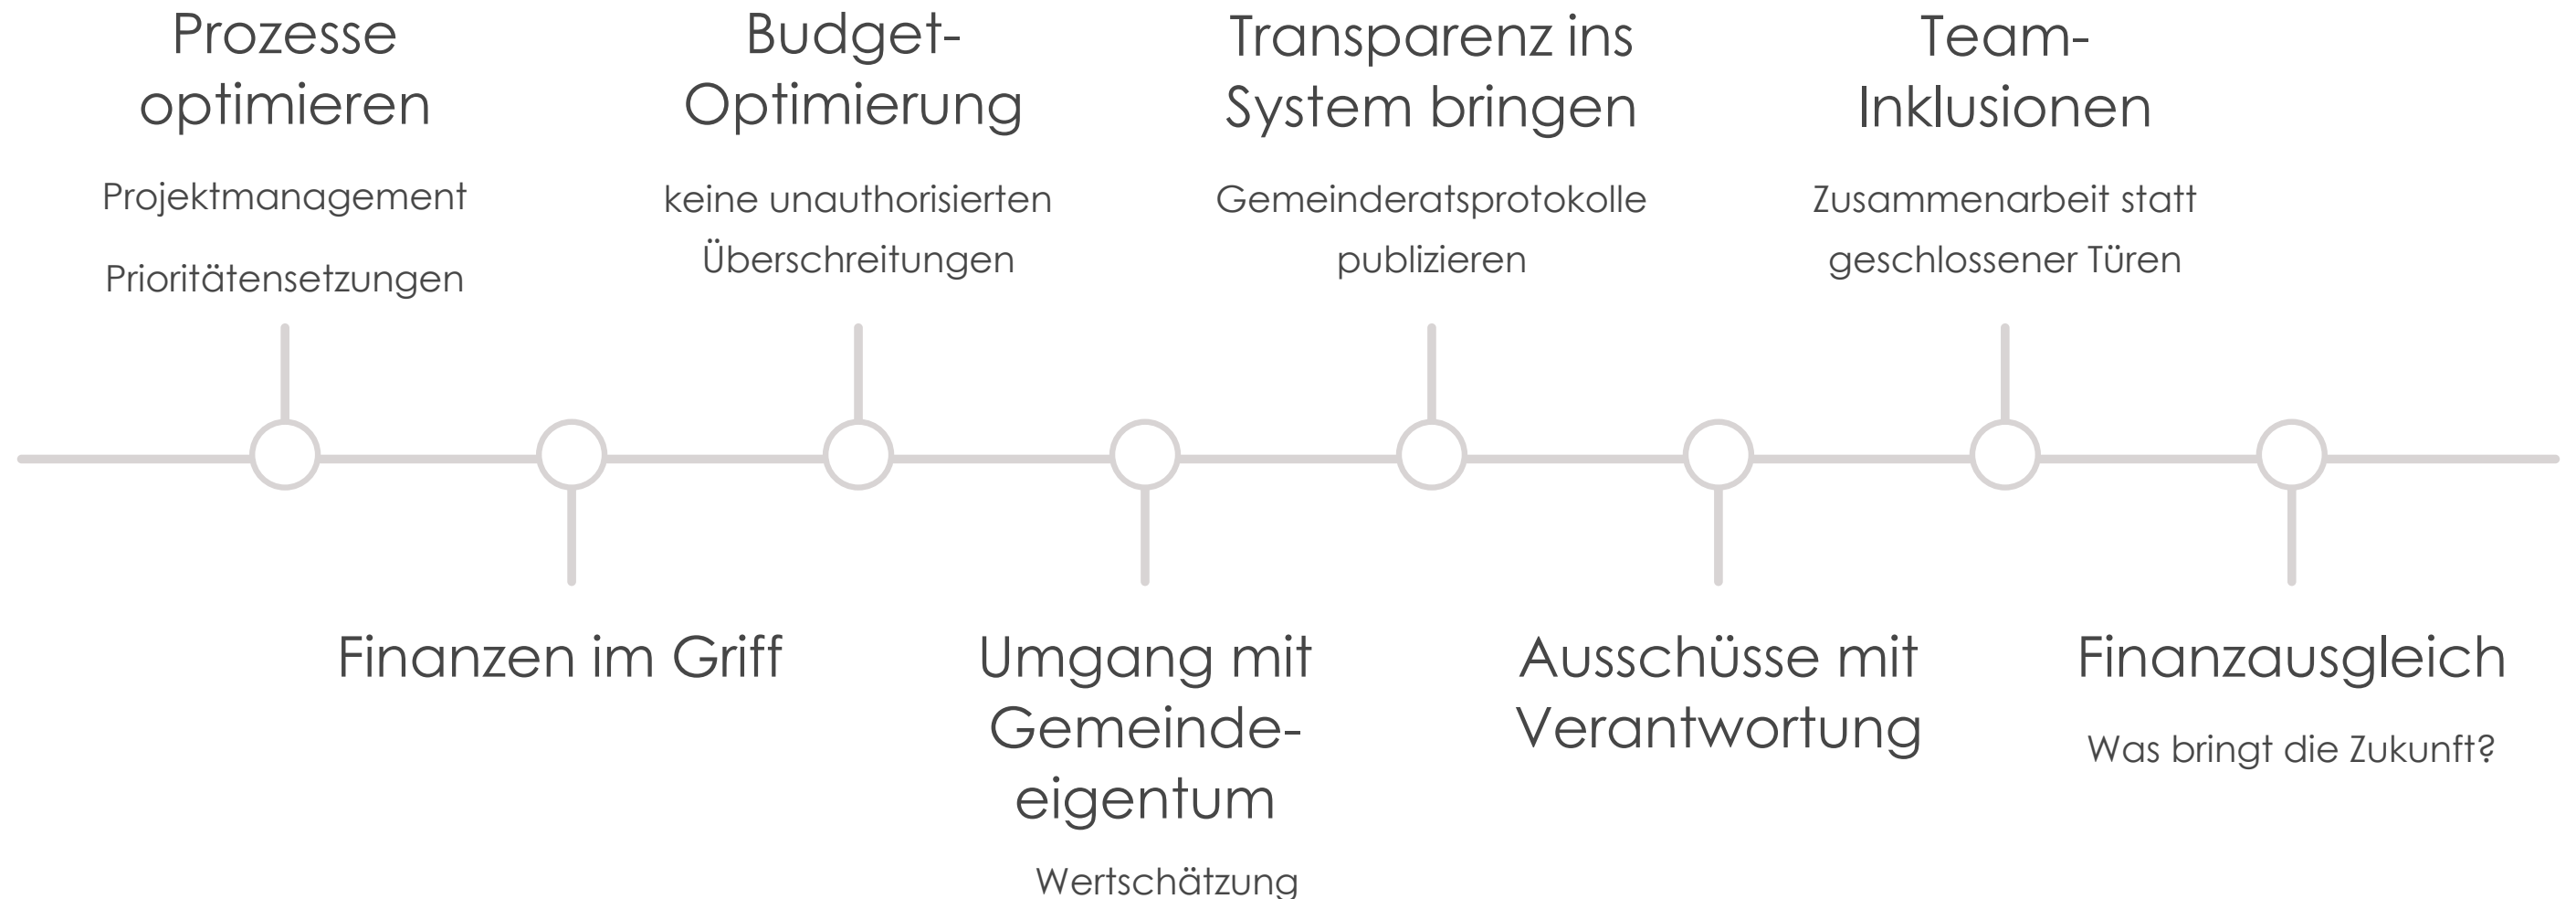 Prozesse
optimieren
Projektmanagement
Prioritätensetzungen
Budget-
Optimierung
keine unauthorisierten
Überschreitungen
Transparenz ins
System bringen
Gemeinderatsprotokolle
publizieren
Team-
Inklusionen
Zusammenarbeit statt
geschlossener Türen
Finanzen im Griff
Umgang mit
Gemeinde-
eigentum
Wertschätzung
Ausschüsse mit
Verantwortung
Finanzausgleich
Was bringt die Zukunft?